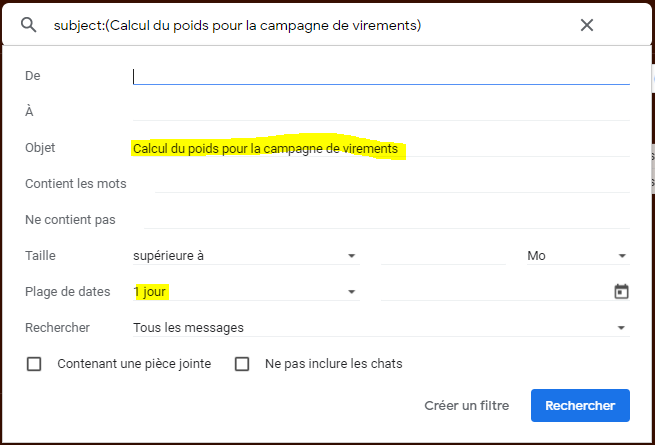 subject:(Calcul du poids pour la campagne de virements)
De
À
Objet Calcul du poids pour la campagne de virements
Contient les mots
Ne contient pas
Taille supérieure à Mo
Plage de dates 1 jour
Rechercher Tous les messages
Contenant une pièce jointe Ne pas inclure les chats
Créer un filtre Rechercher